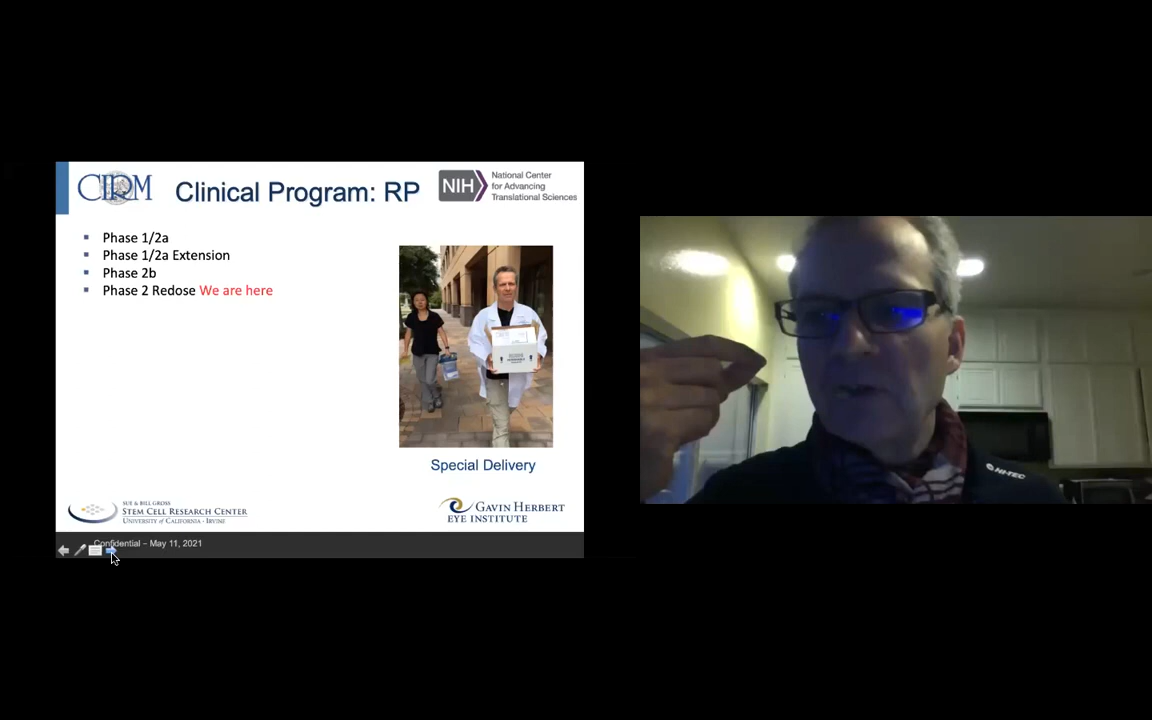 CIRM
Clinical Program: RP
NIH
National Center
for Advancing
Translational Sciences
Phase 1/2a
Phase 1/2a Extension
Phase 2b
Phase 2 Redose We are here
Special Delivery
SUE & BILL GROSS
STEM CELL RESEARCH CENTER
UNIVERSITY of CALIFORNIA · IRVINE
GAVIN HERBERT
EYE INSTITUTE
Confidential – May 11, 2021
HI-TEC